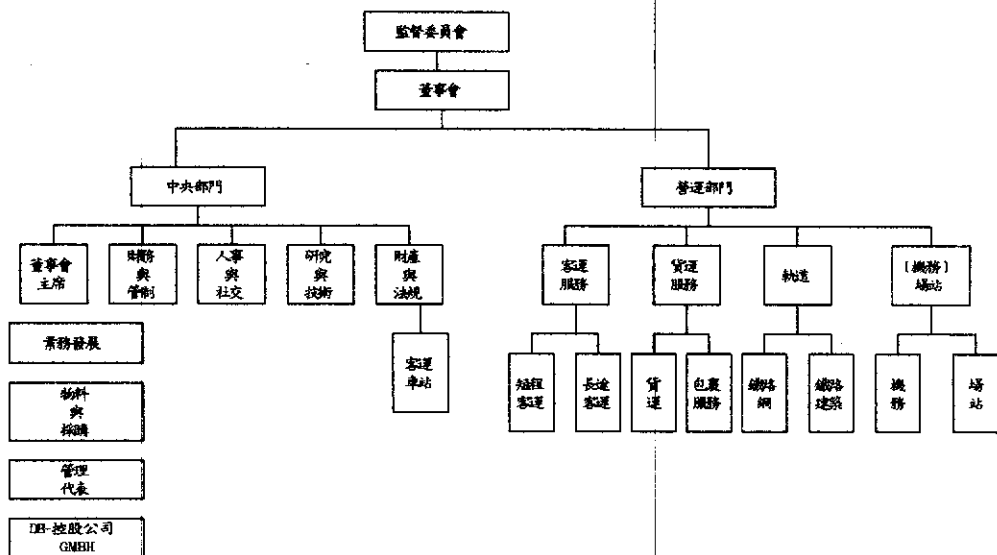 監督委員會
董事會
中央部門
營運部門
董事會
主席
財務
與
管制
人事
與
社交
研究
與
技術
財產
與
法規
客運
服務
貨運
服務
軌道
(機務)
場站
業務發展
物料
與
採購
管理
代表
DB-控股公司
GMBH
客運
車站
短程
客運
長途
客運
貨
運
包裹
服務
鐵路
網
鐵路
建築
機
務
場
站